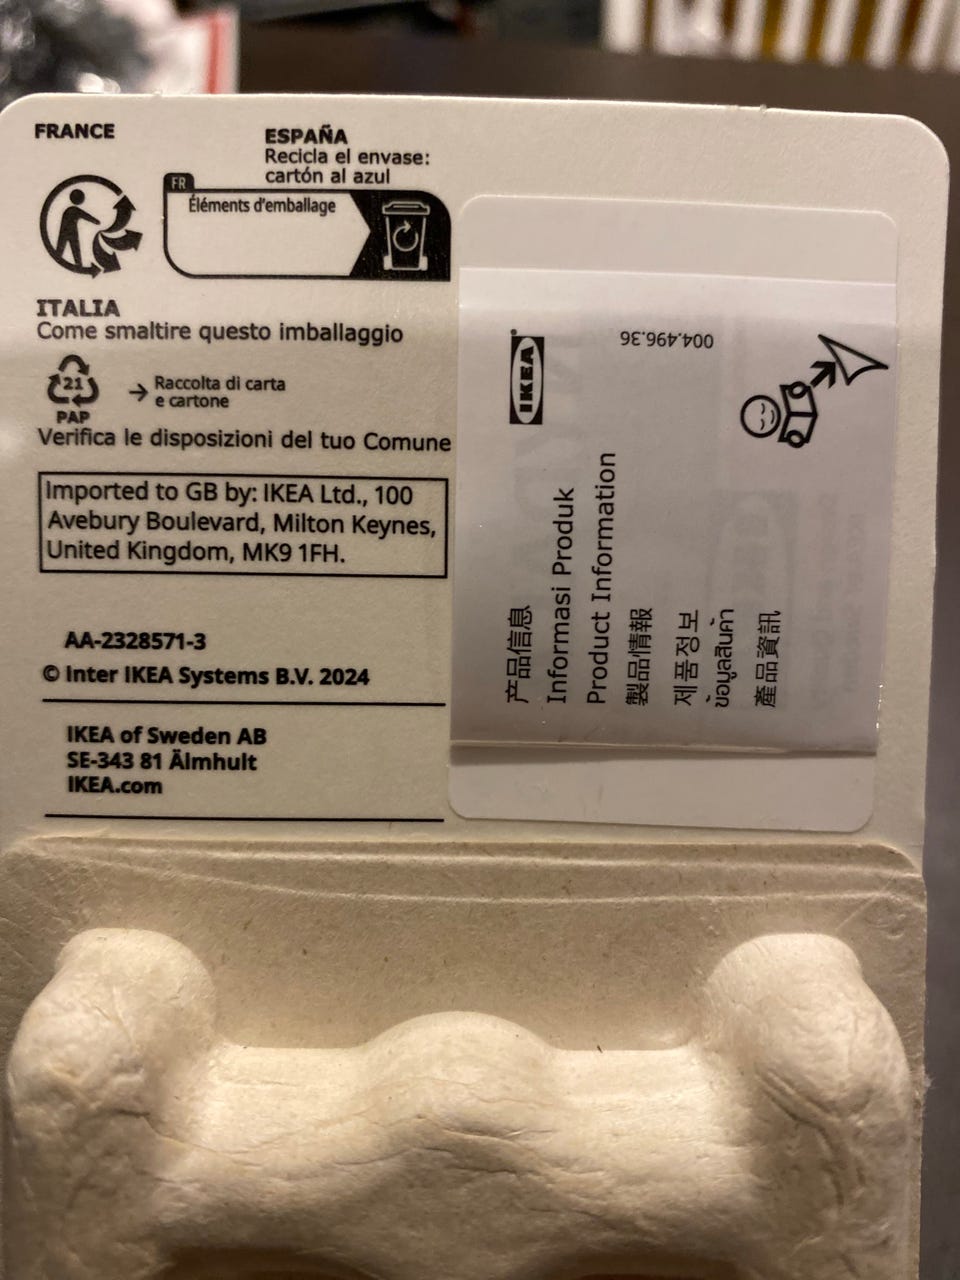 FRANCE
ESPAÑA
Recicla el envase:
cartón al azul
FR
Éléments d’emballage
ITALIA
Come smaltire questo imballaggio
21
PAP
→ Raccolta di carta
e cartone
Verifica le disposizioni del tuo Comune
Imported to GB by: IKEA Ltd., 100
Avebury Boulevard, Milton Keynes,
United Kingdom, MK9 1FH.
AA-2328571-3
© Inter IKEA Systems B.V. 2024
IKEA of Sweden AB
SE-343 81 Älmhult
IKEA.com
IKEA®
产品信息
Informasi Produk
Product Information
製品情報
제품정보
ข้อมูลสินค้า
產品資訊
004.496.36